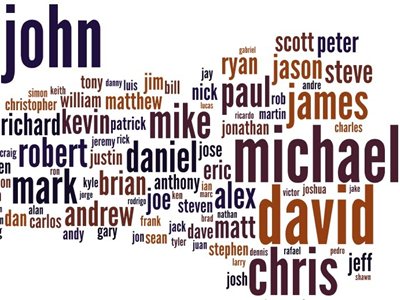 john
gabriel
scott peter
ryan jason steve
jay
tony danny luis jim bill
simon keith
nick paul rob andre
christopher william matthew
lucas
james
ricardo martin
richard kevin patrick mike jonathan charles
jeremy rick
craig robert justin daniel jose michael
ron
eric
mark kyle brian anthony ian
jorge rodrigo joe ken marc alex victor joshua jake
steven
dan alan carlos andrew frank brad nathan david
jack dave matt
andy gary jon sean tyler juan stephen dennis rafael pedro
larry
jeff
josh chris shawn